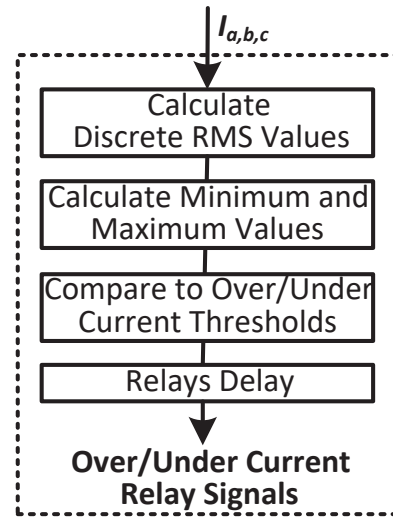 I a,b,c
Calculate
Discrete RMS Values
Calculate Minimum and
Maximum Values
Compare to Over/Under
Current Thresholds
Relays Delay
Over/Under Current
Relay Signals